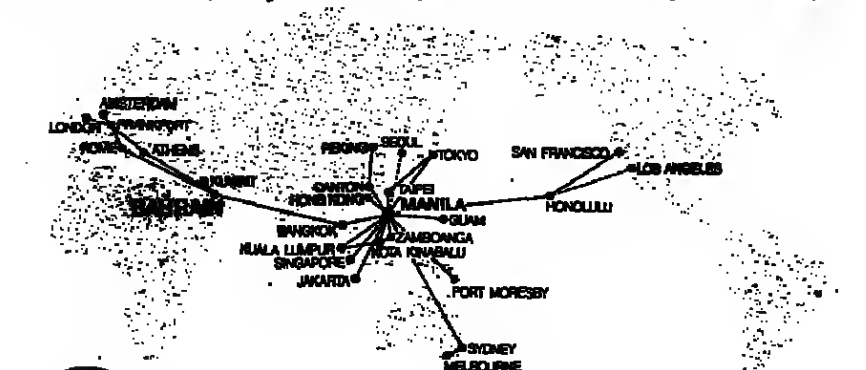 AMSTERDAM
LONDON
FRANKFURT
ROME
ATHENS
PEKING
SEOUL
TOKYO
SAN FRANCISCO
LOS ANGELES
KUWAIT
CANTON
TAIPEI
HONG KONG
MANILA
HONOLULU
BAHRAIN
GUAM
BANGKOK
ZAMBOANGA
KUALA LUMPUR
KOTA KINABALU
SINGAPORE
JAKARTA
PORT MORESBY
SYDNEY
MELBOURNE